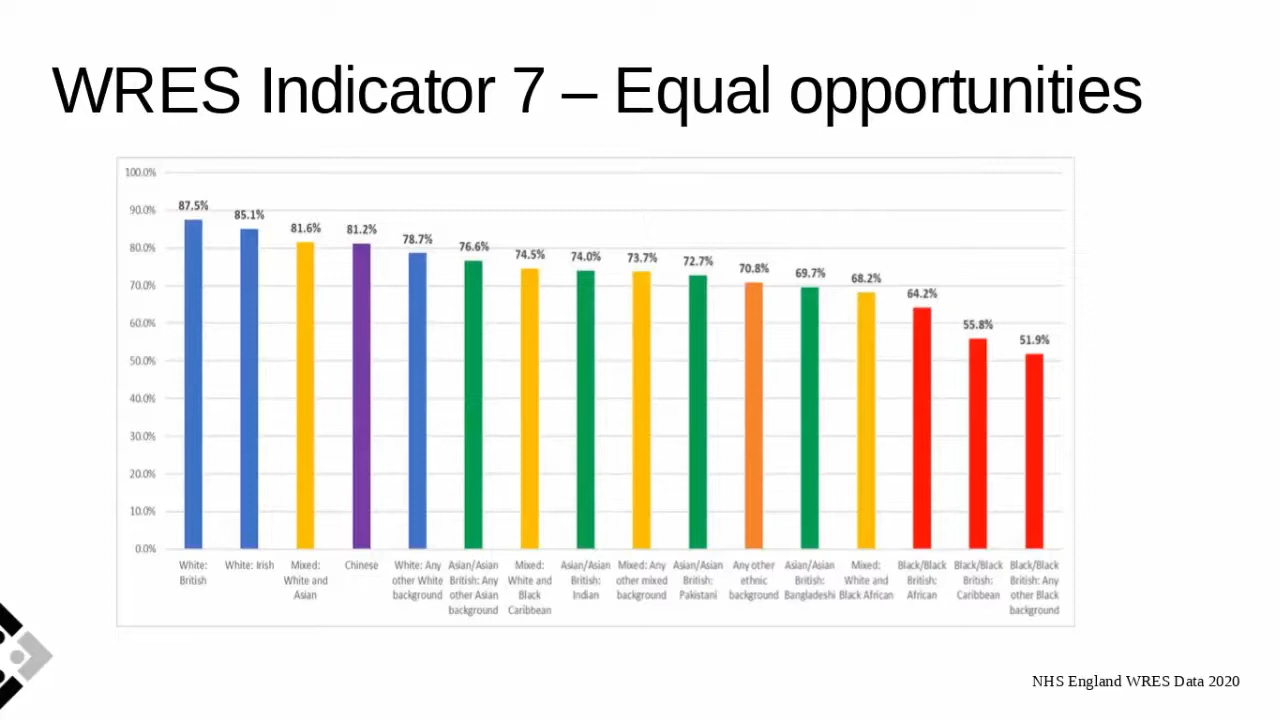 WRES Indicator 7 – Equal opportunities
100.0%
90.0%
80.0%
70.0%
60.0%
50.0%
40.0%
30.0%
20.0%
10.0%
0.0%
87.5%
85.1%
81.6%
81.2%
78.7%
76.6%
74.5%
74.0%
73.7%
72.7%
70.8%
69.7%
68.2%
64.2%
55.8%
51.9%
White:
British
White: Irish
Mixed:
White and
Asian
Chinese
White: Any
other White
background
Asian/Asian
British: Any
other Asian
background
Mixed:
White and
Black
Caribbean
Asian/Asian
British:
Indian
Mixed: Any
other mixed
background
Asian/Asian
British:
Pakistani
Any other
ethnic
background
Asian/Asian
British:
Bangladeshi
Mixed:
White and
Black African
Black/Black
British:
African
Black/Black
British:
Caribbean
Black/Black
British: Any
other Black
background
NHS England WRES Data 2020